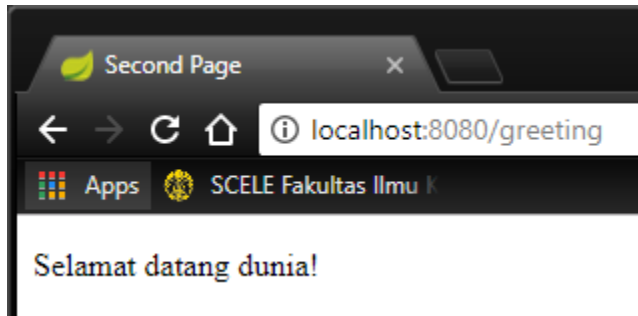 Second Page
localhost:8080/greeting
Apps SCELE Fakultas Ilmu
Selamat datang dunia!